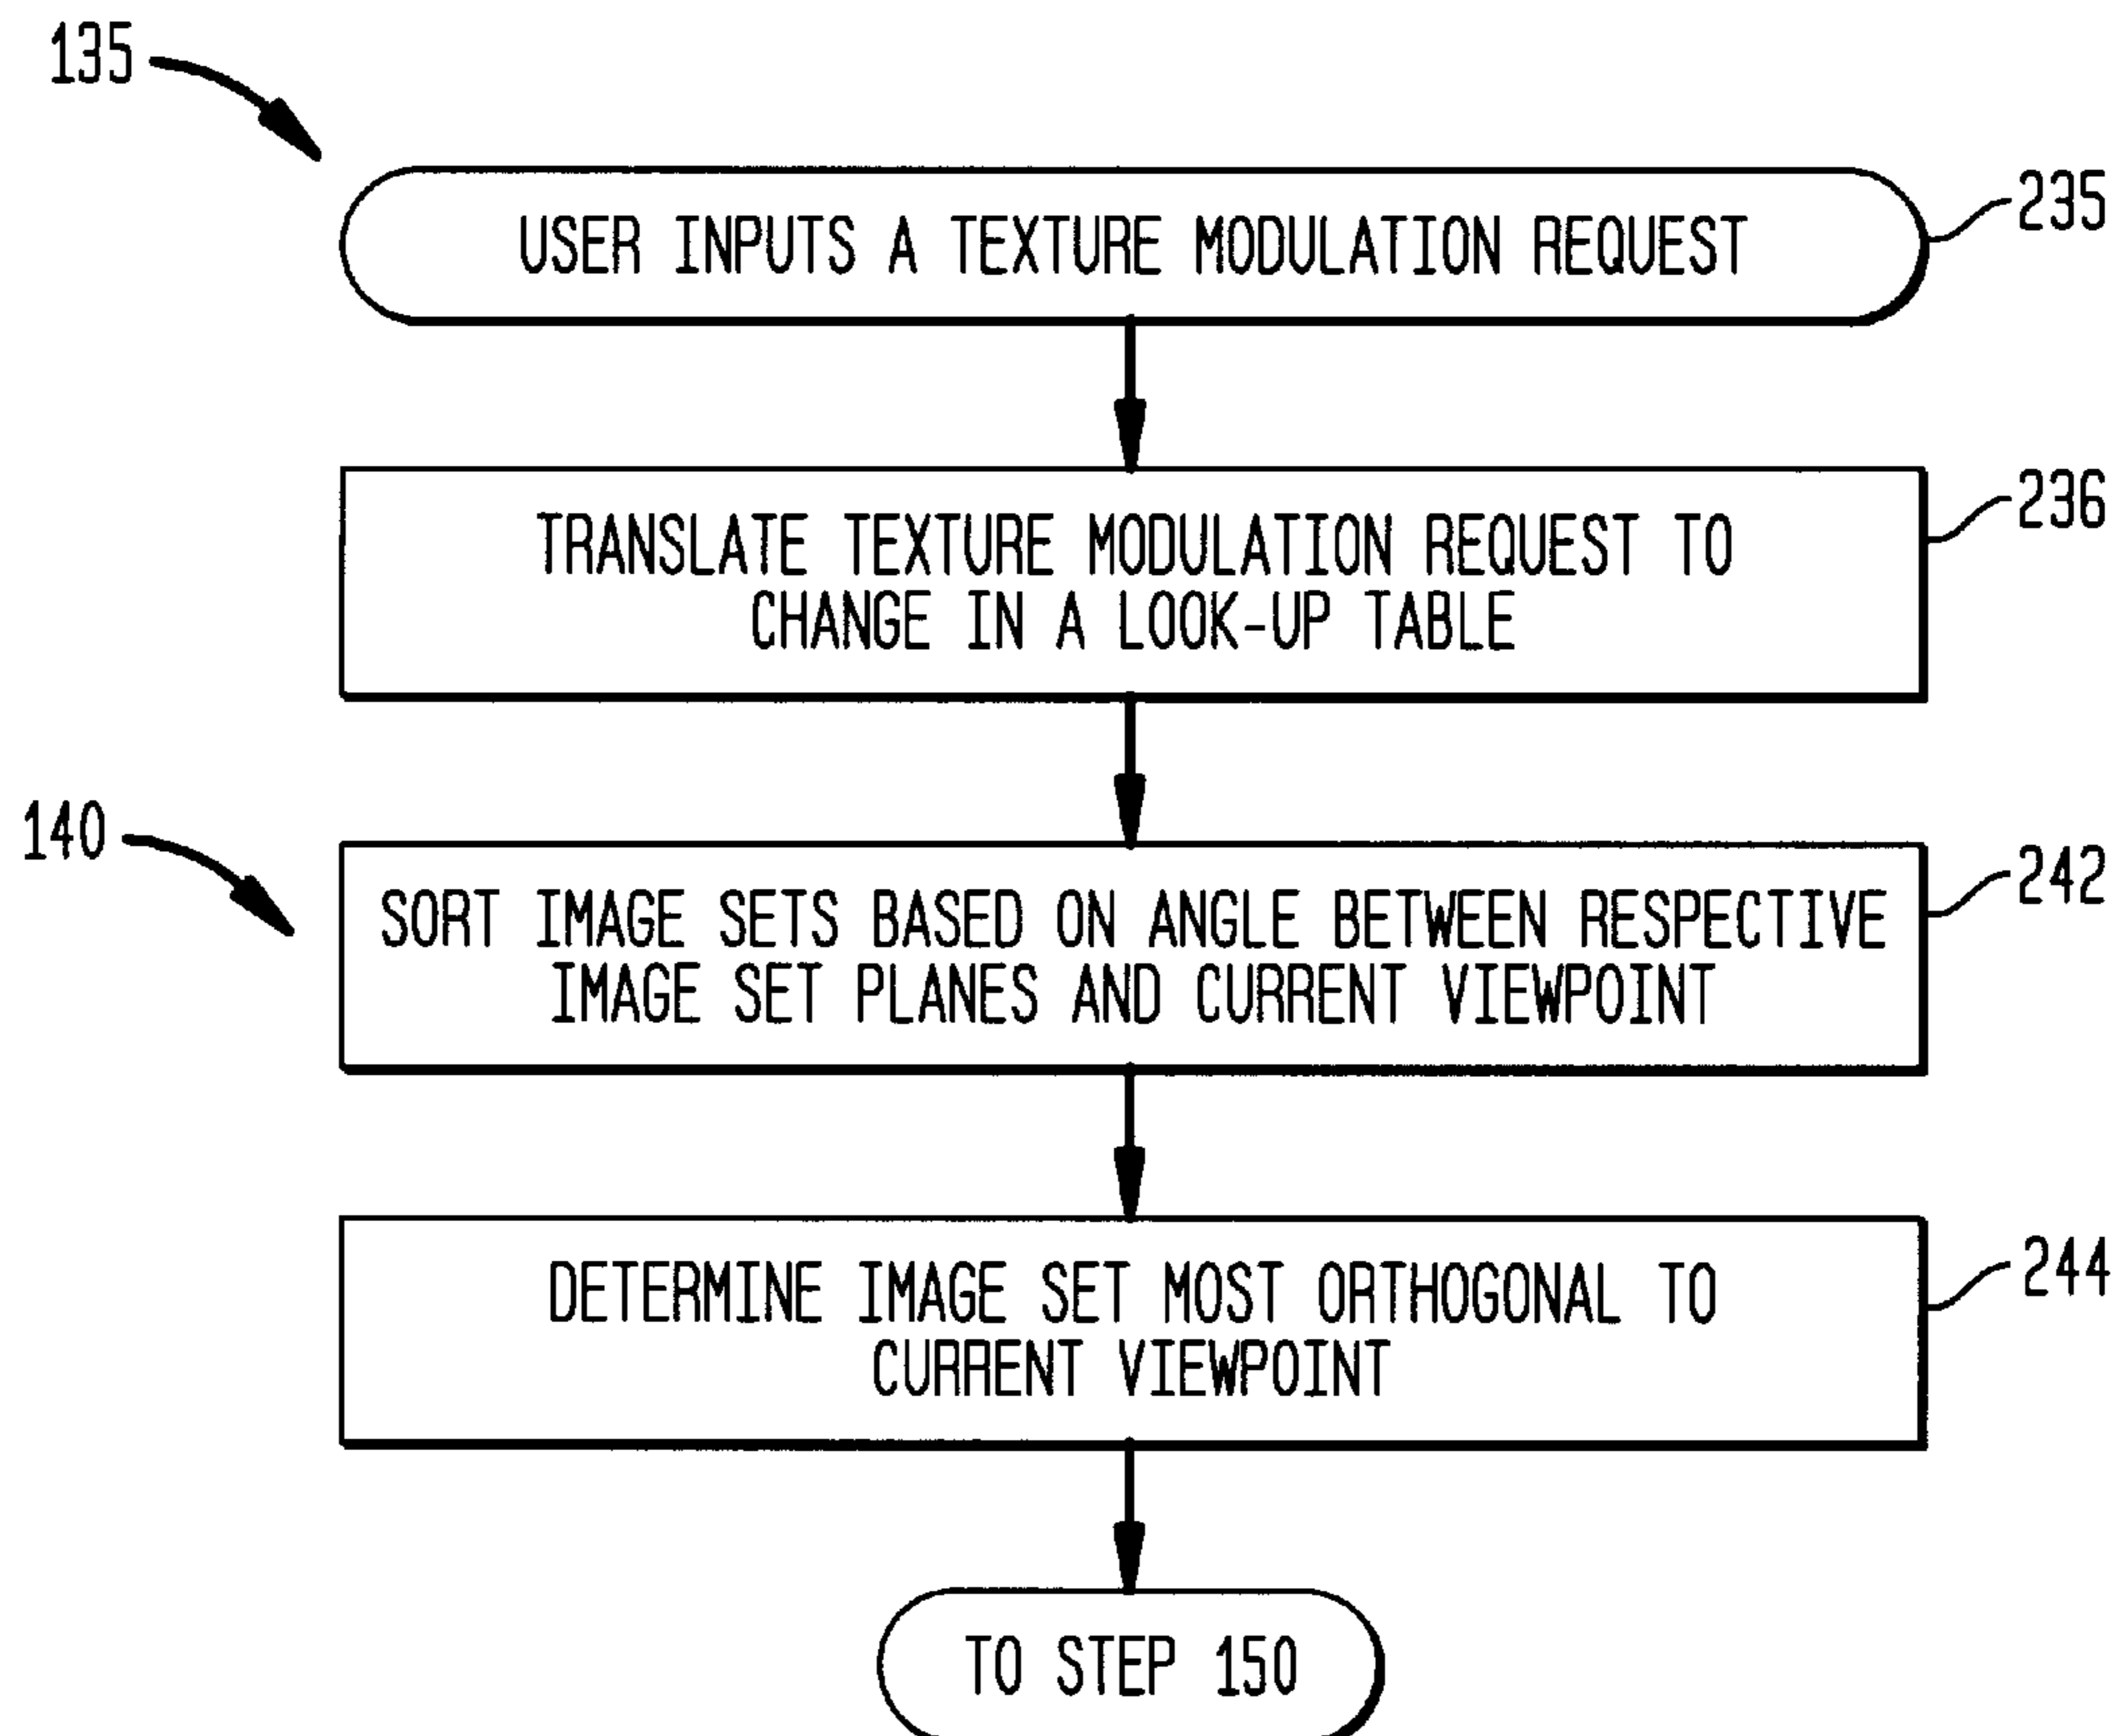 135
USER INPUTS A TEXTURE MODULATION REQUEST
235
TRANSLATE TEXTURE MODULATION REQUEST TO
CHANGE IN A LOOK-UP TABLE
236
140
SORT IMAGE SETS BASED ON ANGLE BETWEEN RESPECTIVE
IMAGE SET PLANES AND CURRENT VIEWPOINT
242
DETERMINE IMAGE SET MOST ORTHOGONAL TO
CURRENT VIEWPOINT
244
TO STEP 150